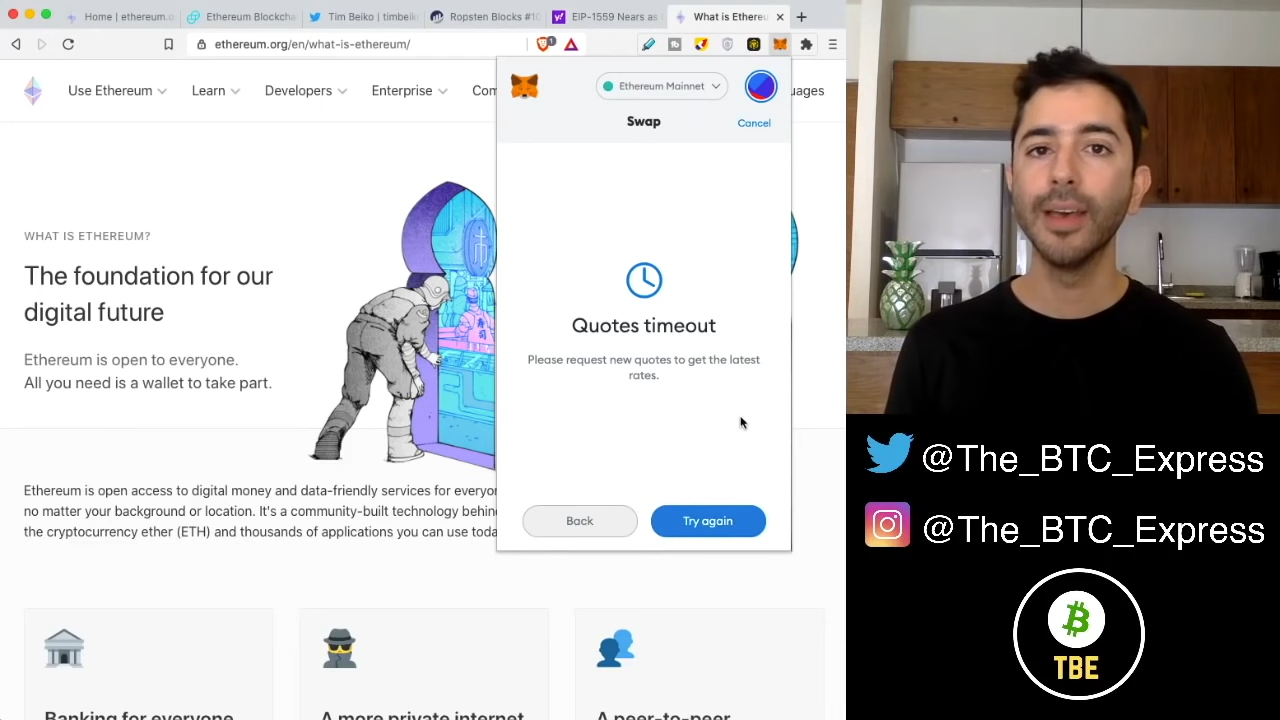 Home | ethereum.o
Ethereum Blockcha
Tim Beiko | timbeik
Ropsten Blocks #10
EIP-1559 Nears as
What is Ethereu
ethereum.org/en/what-is-ethereum/
1
Use Ethereum
Learn
Developers
Enterprise
Com
uages
WHAT IS ETHEREUM?
The foundation for our
digital future
Ethereum is open to everyone.
All you need is a wallet to take part.
Ethereum is open access to digital money and data-friendly services for everyo
no matter your background or location. It's a community-built technology behin
the cryptocurrency ether (ETH) and thousands of applications you can use toda
Banking for everyone
A more private internet
A peer-to-peer
Ethereum Mainnet
Swap
Cancel
Quotes timeout
Please request new quotes to get the latest
rates.
Back
Try again
@The_BTC_Express
@The_BTC_Express
TBE